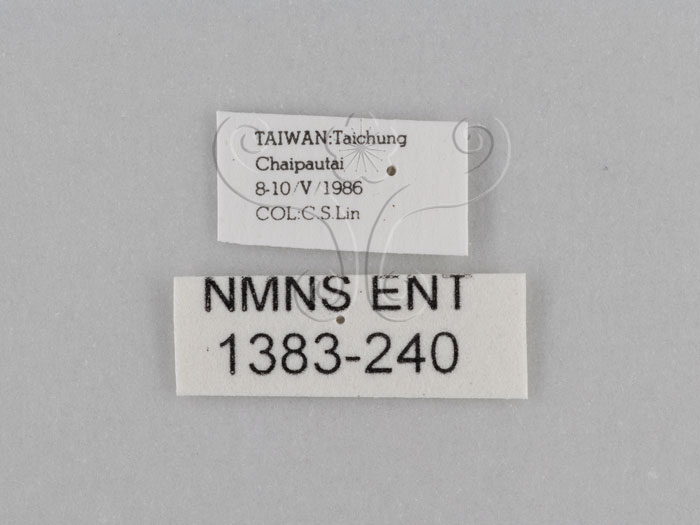 TAIWAN:Taichung
Chaipautai
8-10/V/1986
COL:C.S.Lin
NMNS ENT
1383-240